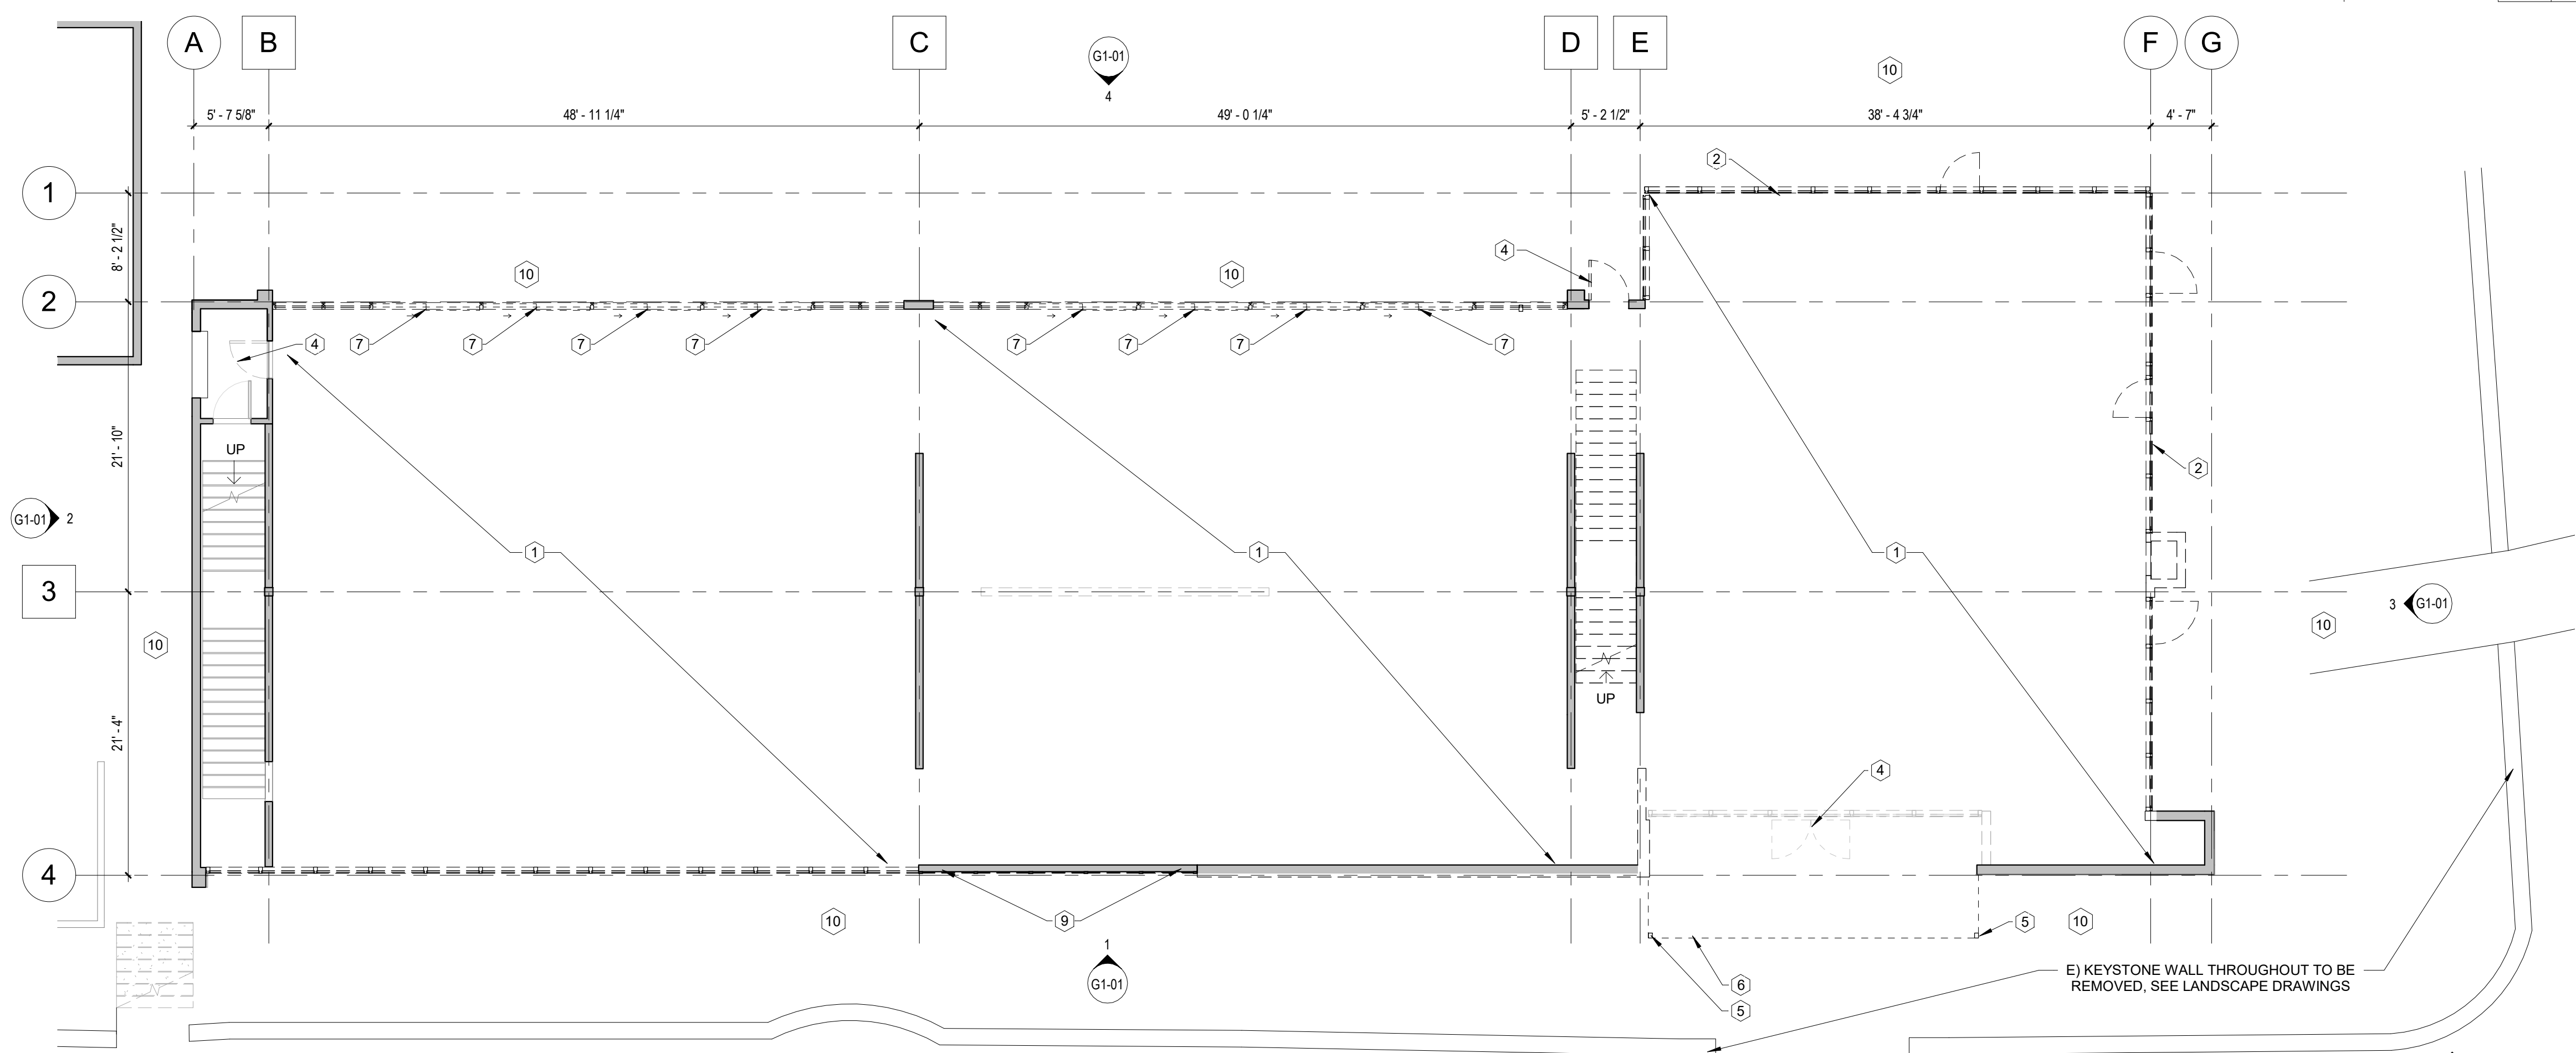 A B C D E F G
G1-01
4
10
5' - 7 5/8" 48' - 11 1/4" 49' - 0 1/4" 5' - 2 1/2" 38' - 4 3/4" 4' - 7"
2
1
8' - 2 1/2"
4
10 10
2
4 7 7 7 7 7 7 7 7
21' - 10"
UP
2
G1-01 2
1 1 1
3
3 G1-01
10
10
UP
21' - 4"
4
4
10 9 5 10
1
G1-01
6
5
E) KEYSTONE WALL THROUGHOUT TO BE
REMOVED, SEE LANDSCAPE DRAWINGS